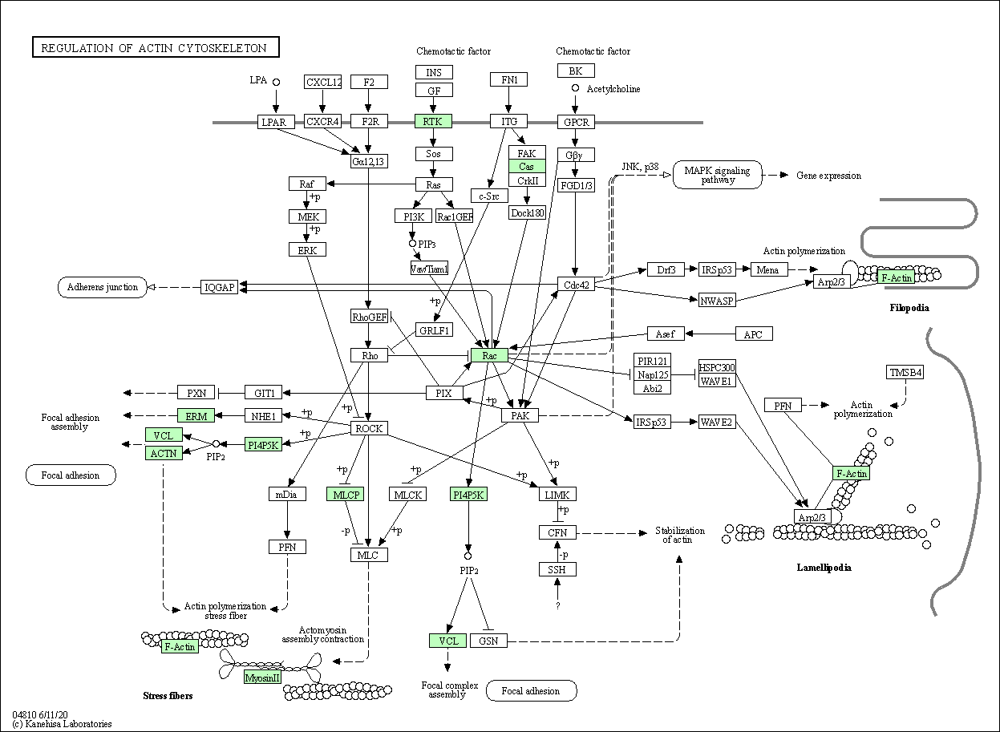 REGULATION OF ACTIN CYTOSKELETON
Chemotactic factor
Chemotactic factor
LPA
CXCL12
F2
INS
GF
FN1
BK
Acetylcholine
LPAR
CXCR4
F2R
RTK
ITG
GPCR
Gα12,13
Sos
FAK
Cas
CrkII
Gβγ
JNK, p38
MAPK signaling
pathway
Gene expression
Raf
Ras
c-Src
FGD1/3
+p
MEK
PI3K
Rac1GEF
Dock180
+p
ERK
PIP3
Vav/Tiam1
Actin polymerization
Drf3
IRSp53
Mena
Arp2/3
F-Actin
Adherens junction
IQGAP
Cdc42
NWASP
Filopodia
+p
RhoGEF
GRLF1
Asef
APC
Rho
Rac
PIR121
Nap125
Abi2
HSPC300
WAVE1
TMSB4
PXN
GIT1
PIX
+p
PFN
Actin
polymerization
Focal adhesion
assembly
ERM
NHE1
+p
+p
PAK
IRSp53
WAVE2
ROCK
VCL
ACTN
PIP2
PI4P5K
+p
Focal adhesion
+p
+p
+p
+p
F-Actin
mDia
MLCP
MLCK
PI4P5K
LIMK
+p
Arp2/3
-p
+p
CFN
Stabilization
of actin
PFN
MLC
-p
SSH
PIP2
Lamellipodia
?
Actin polymerization
stress fiber
Actomyosin
assembly contraction
F-Actin
VCL
GSN
MyosinII
Stress fibers
Focal complex
assembly
Focal adhesion
04810 6/11/20
(c) Kanehisa Laboratories